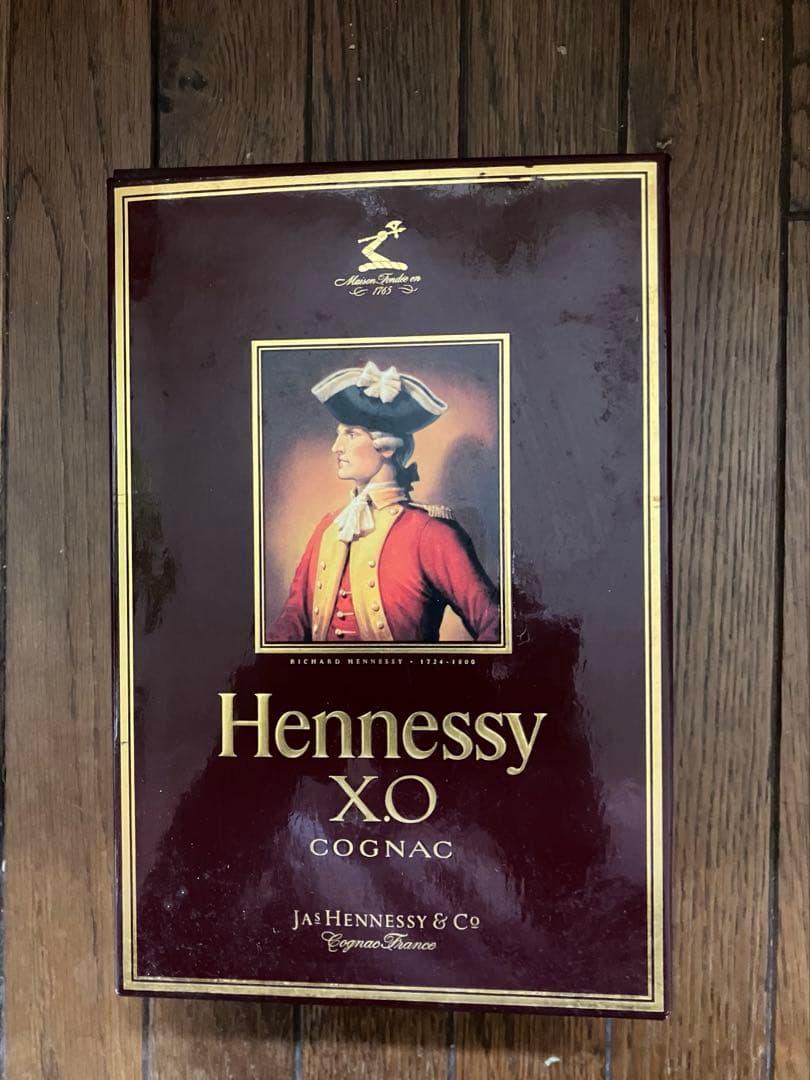 Maison Fondée en
1765
RICHARD HENNESSY • 1724-1800
Hennessy
X.O
COGNAC
JAS HENNESSY & Co
Cognac France